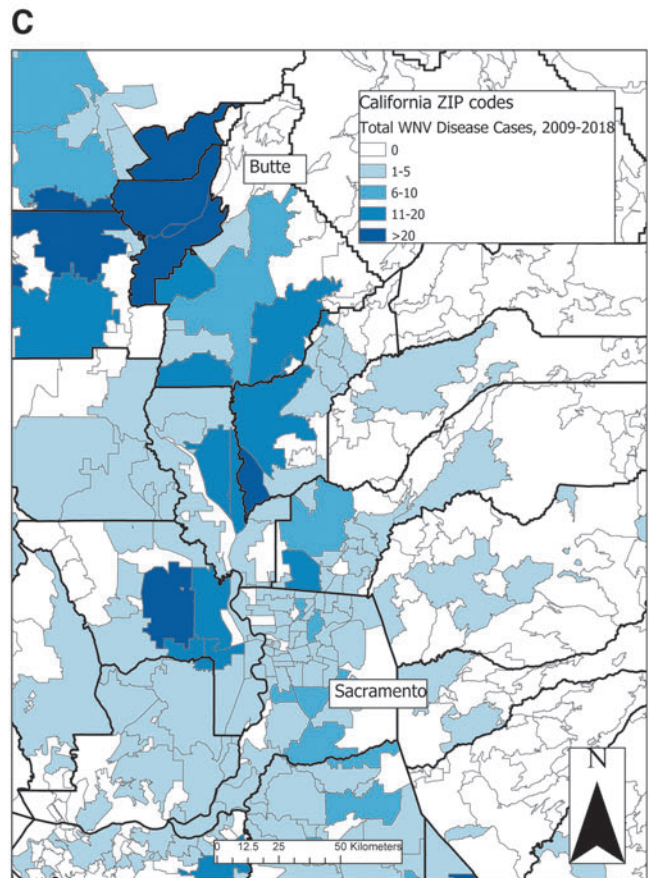 C
California ZIP codes
Total WNV Disease Cases, 2009-2018
0
1-5
6-10
11-20
>20
Butte
Sacramento
N
0 12.5 25 50 Kilometers